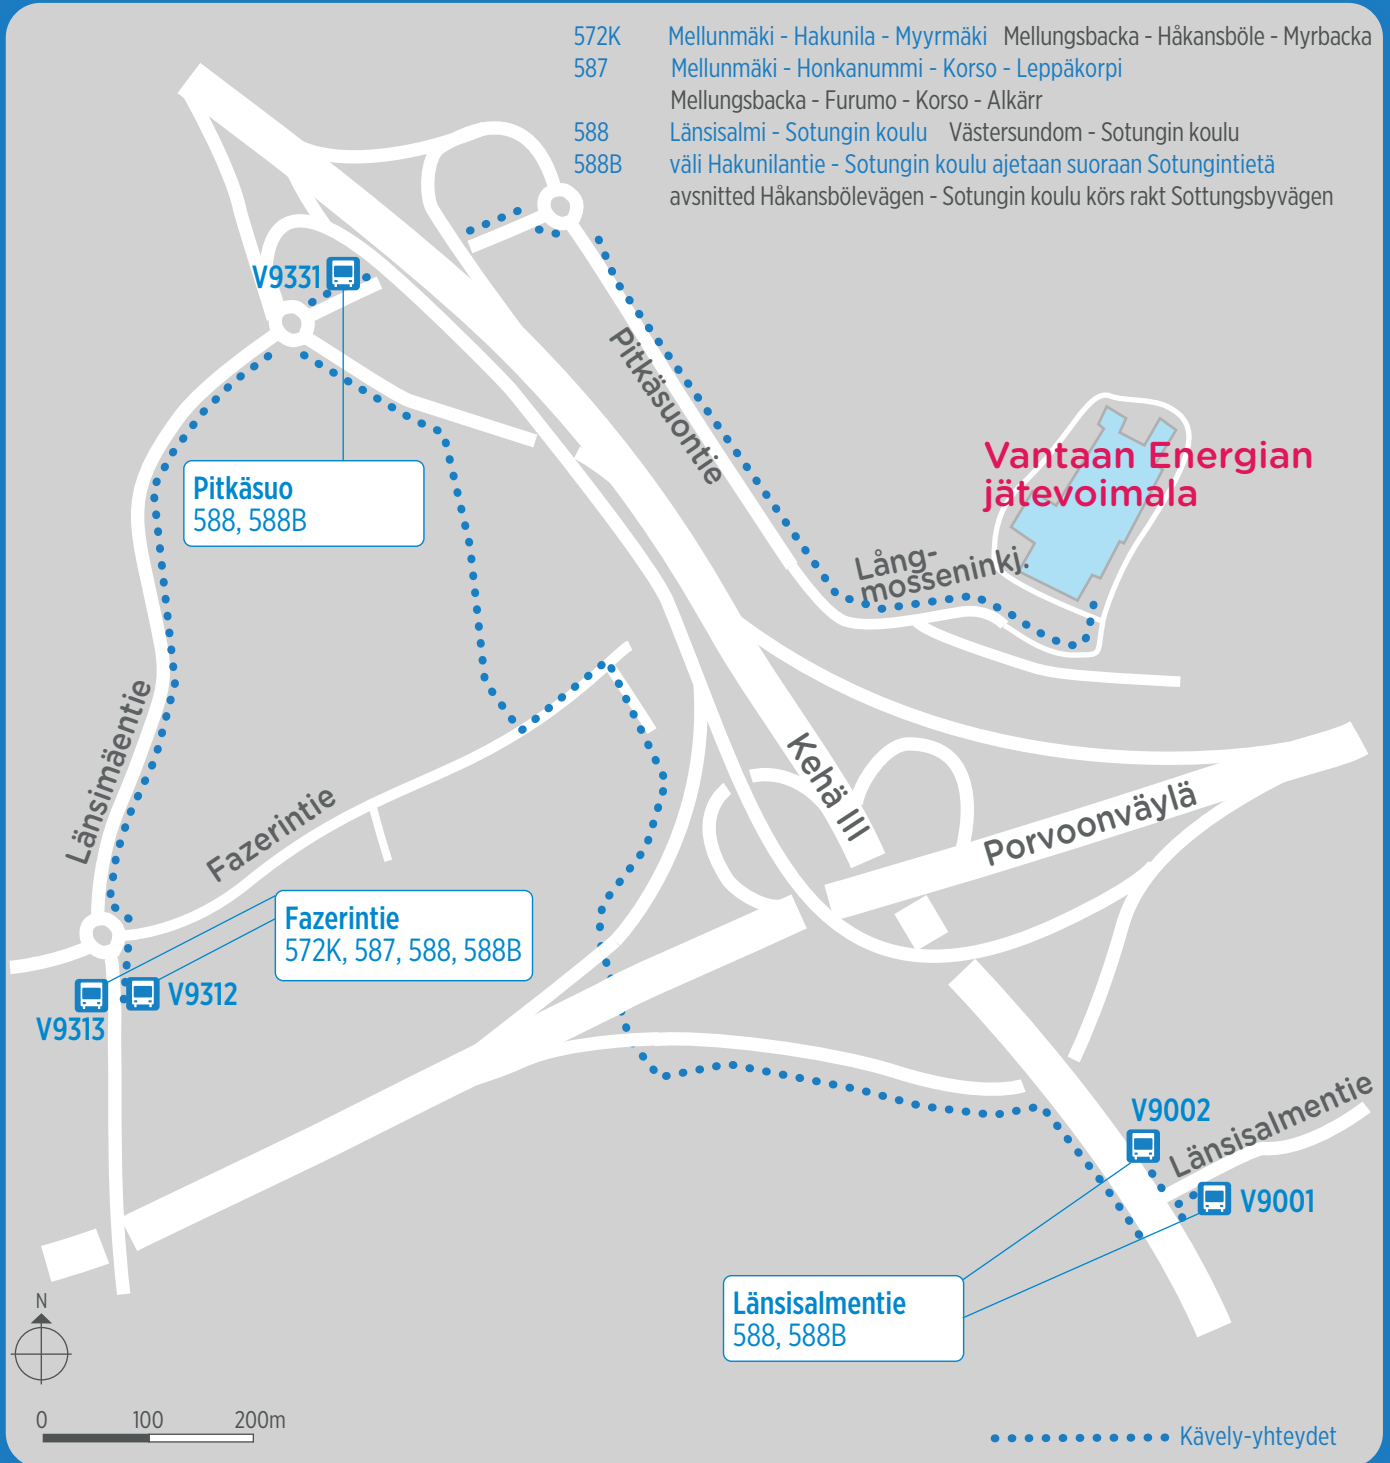 572K Mellunmäki - Hakunila - Myyrmäki Mellungsbacka - Håkansböle - Myrbacka
587 Mellunmäki - Honkanummi - Korso - Leppäkorpi
Mellungsbacka - Furumo - Korso - Alkärr
588 Länsisalmi - Sotungin koulu Västersundom - Sotungin koulu
588B väli Hakunilantie - Sotungin koulu ajetaan suoraan Sotungintietä
avsnitted Håkansbölevägen - Sotungin koulu körs rakt Sottungsbyvägen
V9331
Pitkäsuontie
Vantaan Energian
jätevoimala
Pitkäsuo
588, 588B
Lång-
mosseninkj.
Länsimäentie
Fazerintie
Kehä III
Porvoonväylä
Fazerintie
572K, 587, 588, 588B
V9312
V9313
V9002
Länsisalmentie
V9001
Länsisalmentie
588, 588B
N
0 100 200m
Kävely-yhteydet